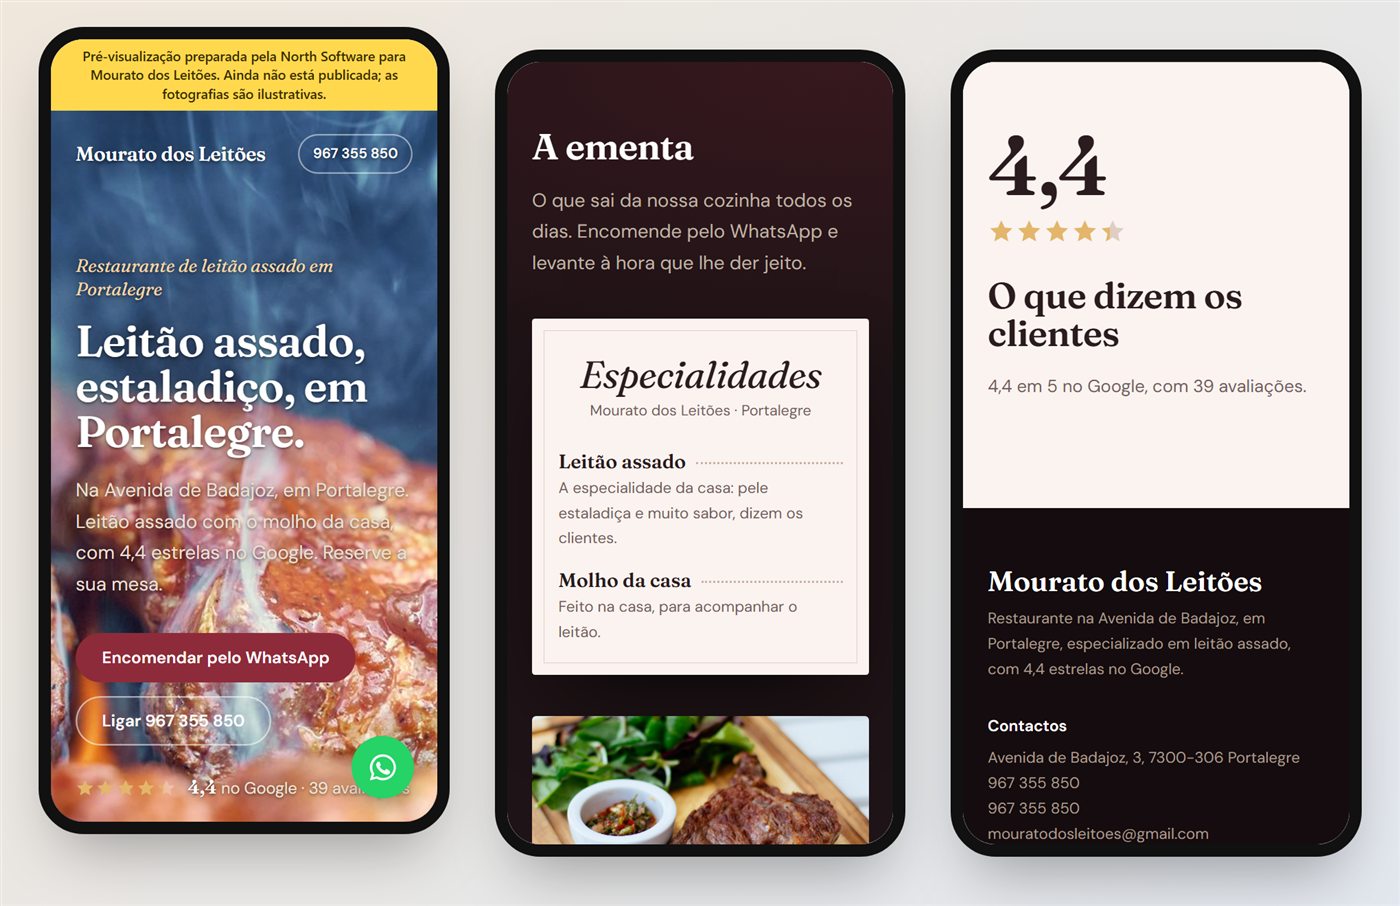 Pré-visualização preparada pela North Software para
Mourato dos Leitões. Ainda não está publicada; as
fotografias são ilustrativas.
Mourato dos Leitões
967 355 850
Restaurante de leitão assado em
Portalegre
Leitão assado,
estaladiço, em
Portalegre.
Na Avenida de Badajoz, em Portalegre.
Leitão assado com o molho da casa,
com 4,4 estrelas no Google. Reserve a
sua mesa.
Encomendar pelo WhatsApp
Ligar 967 355 850
4,4 no Google · 39
A ementa
O que sai da nossa cozinha todos os
dias. Encomende pelo WhatsApp e
levante à hora que lhe der jeito.
Especialidades
Mourato dos Leitões · Portalegre
Leitão assado
A especialidade da casa: pele
estaladiça e muito sabor, dizem os
clientes.
Molho da casa
Feito na casa, para acompanhar o
leitão.
4,4
O que dizem os
clientes
4,4 em 5 no Google, com 39 avaliações.
Mourato dos Leitões
Restaurante na Avenida de Badajoz, em
Portalegre, especializado em leitão assado,
com 4,4 estrelas no Google.
Contactos
Avenida de Badajoz, 3, 7300-306 Portalegre
967 355 850
967 355 850
mouratodosleitoes@gmail.com